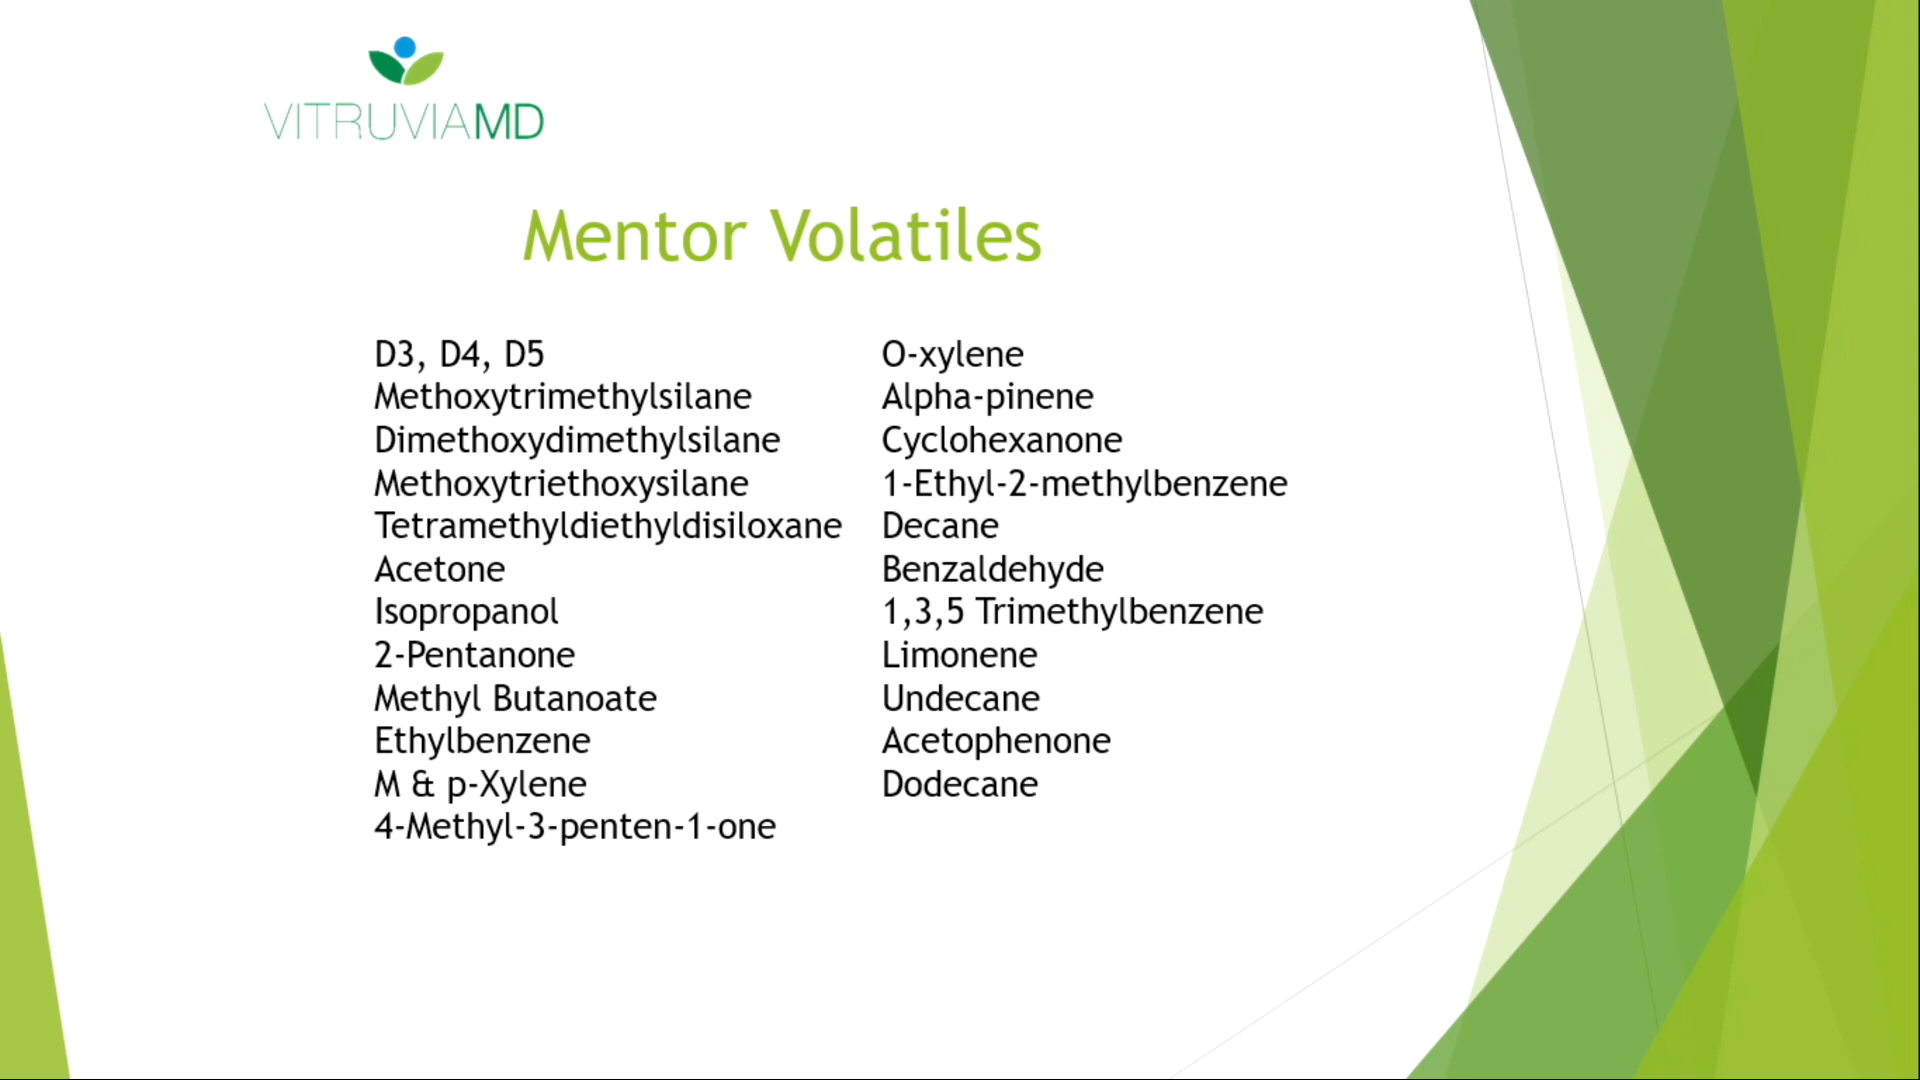 VITRUVIAMD
Mentor Volatiles
D3, D4, D5
Methoxytrimethylsilane
Dimethoxydimethylsilane
Methoxytriethoxysilane
Tetramethyldiethyldisiloxane
Acetone
Isopropanol
2-Pentanone
Methyl Butanoate
Ethylbenzene
M & p-Xylene
4-Methyl-3-penten-1-one
O-xylene
Alpha-pinene
Cyclohexanone
1-Ethyl-2-methylbenzene
Decane
Benzaldehyde
1,3,5 Trimethylbenzene
Limonene
Undecane
Acetophenone
Dodecane